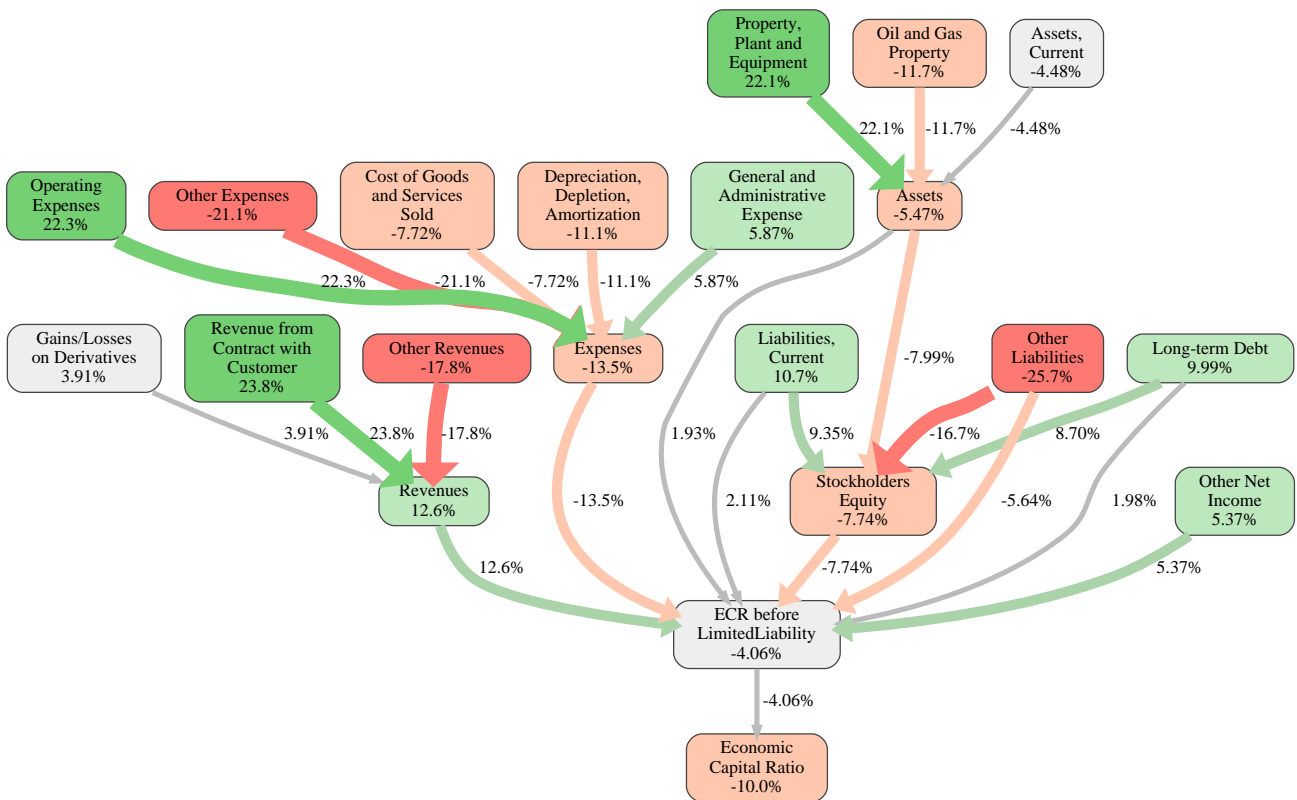 Property,
Plant and
Equipment
22.1%
Oil and Gas
Property
-11.7%
Assets,
Current
-4.48%
22.1%
-11.7%
-4.48%
Operating
Expenses
22.3%
Other Expenses
-21.1%
Cost of Goods
and Services
Sold
-7.72%
Depreciation,
Depletion,
Amortization
-11.1%
General and
Administrative
Expense
5.87%
Assets
-5.47%
22.3%
-21.1%
-7.72%
-11.1%
5.87%
Gains/Losses
on Derivatives
3.91%
Revenue from
Contract with
Customer
23.8%
Other Revenues
-17.8%
Expenses
-13.5%
Liabilities,
Current
10.7%
-7.99%
Other
Liabilities
-25.7%
Long-term Debt
9.99%
3.91%
23.8%
-17.8%
1.93%
9.35%
-16.7%
8.70%
Revenues
12.6%
-13.5%
2.11%
Stockholders
Equity
-7.74%
-5.64%
1.98%
Other Net
Income
5.37%
12.6%
-7.74%
5.37%
ECR before
LimitedLiability
-4.06%
-4.06%
Economic
Capital Ratio
-10.0%